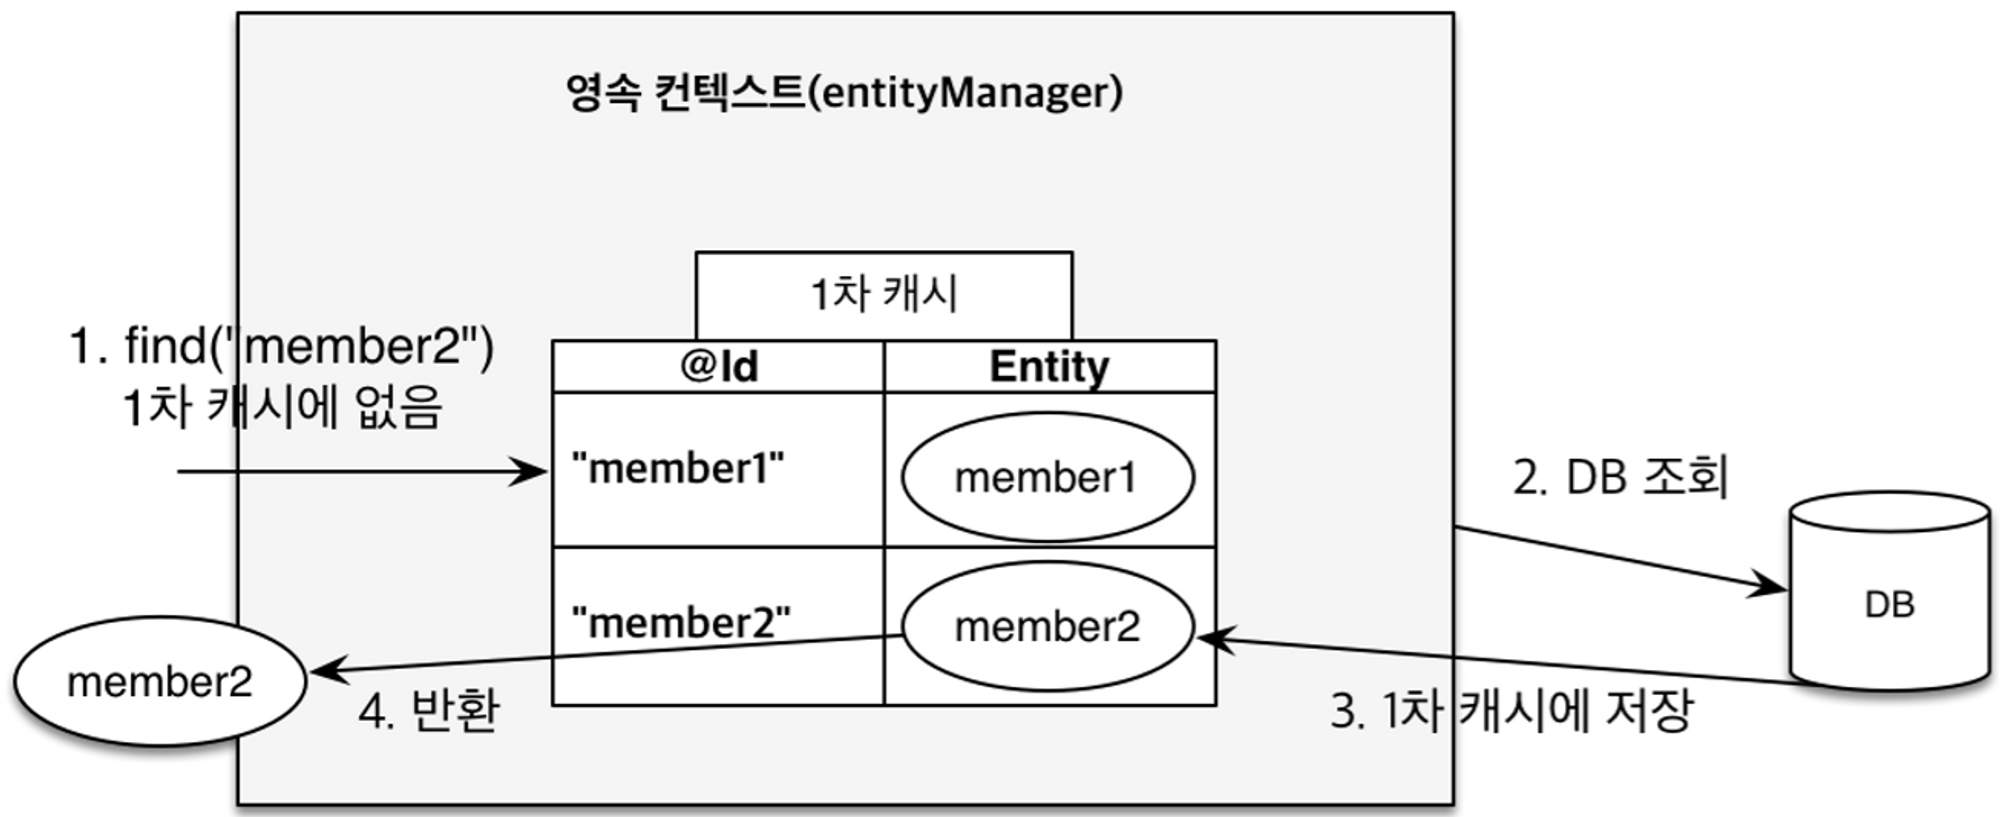 영속 컨텍스트(entityManager)
1차 캐시
1. find("member2")
1차 캐시에 없음
@Id
Entity
"member1"
member1
2. DB 조회
DB
"member2"
member2
member2
4. 반환
3. 1차 캐시에 저장